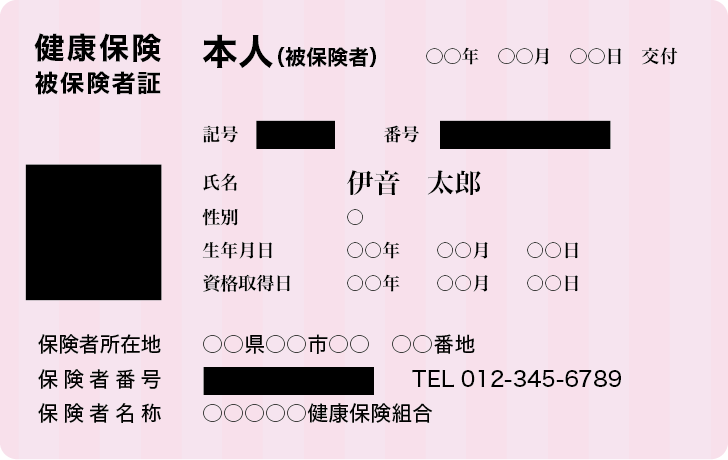 健康保険 本人(被保険者) ○○年 ○○月 ○○日 交付
被保険者証
記号 番号
氏名 伊音 太郎
性別 ○
生年月日 ○○年 ○○月 ○○日
資格取得日 ○○年 ○○月 ○○日
保険者所在地 ○○県○○市○○ ○○番地
保険者番号 TEL 012-345-6789
保険者名称 ○○○○○健康保険組合